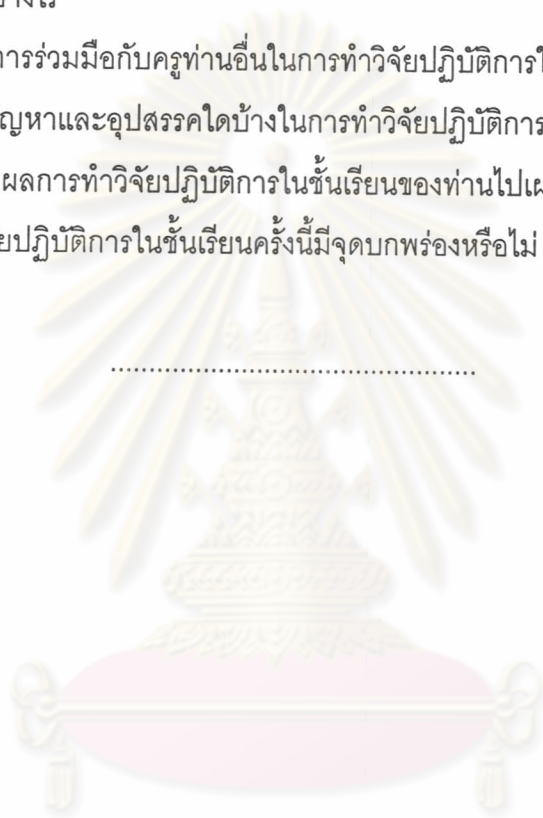 การร่วมมือกับครูท่านอื่นในการทำวิจัยปฏิบัติการใ
ญหาและอุปสรรคใดบ้างในการทำวิจัยปฏิบัติการ
ผลการทำวิจัยปฏิบัติการในชั้นเรียนของท่านไปเผ
ยปฏิบัติการในชั้นเรียนครั้งนี้มีจุดบกพร่องหรือไม่
................................................